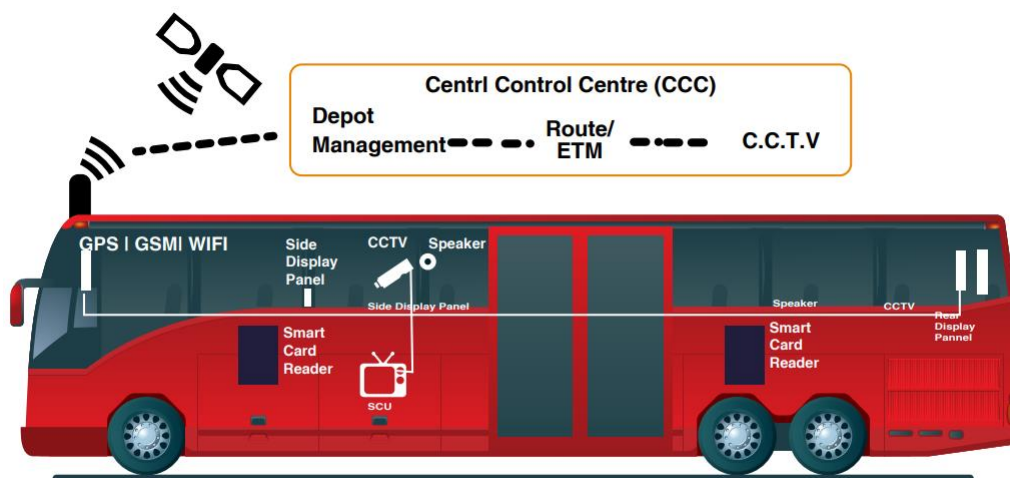 Centrl Control Centre (CCC)
Depot
Management
Route/
ETM
C.C.T.V
GPS | GSM| WIFI
Side
Display
Panel
CCTV
Speaker
Side Display Panel
Speaker
CCTV
Rear
Display
Pannel
Smart
Card
Reader
SCU
Smart
Card
Reader